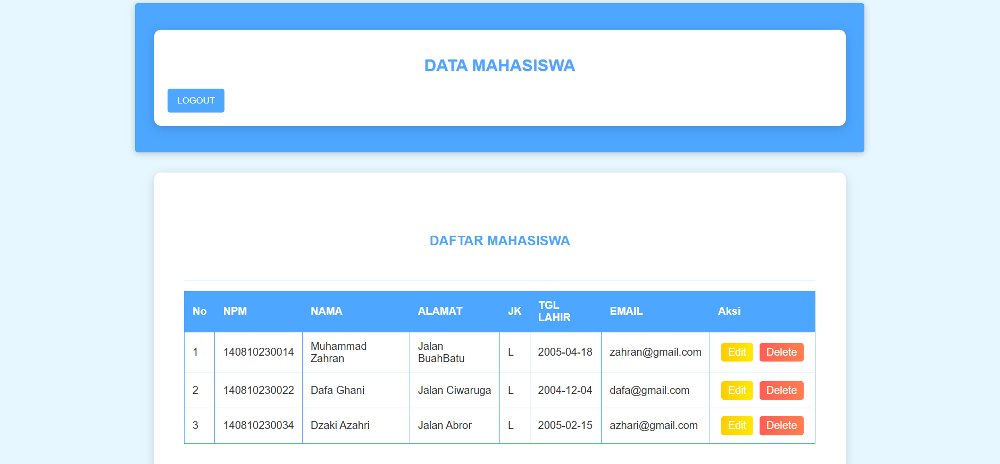 DATA MAHASISWA
LOGOUT
DAFTAR MAHASISWA
No NPM NAMA ALAMAT JK TGL LAHIR EMAIL Aksi
1 140810230014 Muhammad Zahran Jalan BuahBatu L 2005-04-18 zahran@gmail.com Edit Delete
2 140810230022 Dafa Ghani Jalan Ciwaruga L 2004-12-04 dafa@gmail.com Edit Delete
3 140810230034 Dzaki Azahri Jalan Abror L 2005-02-15 azhari@gmail.com Edit Delete